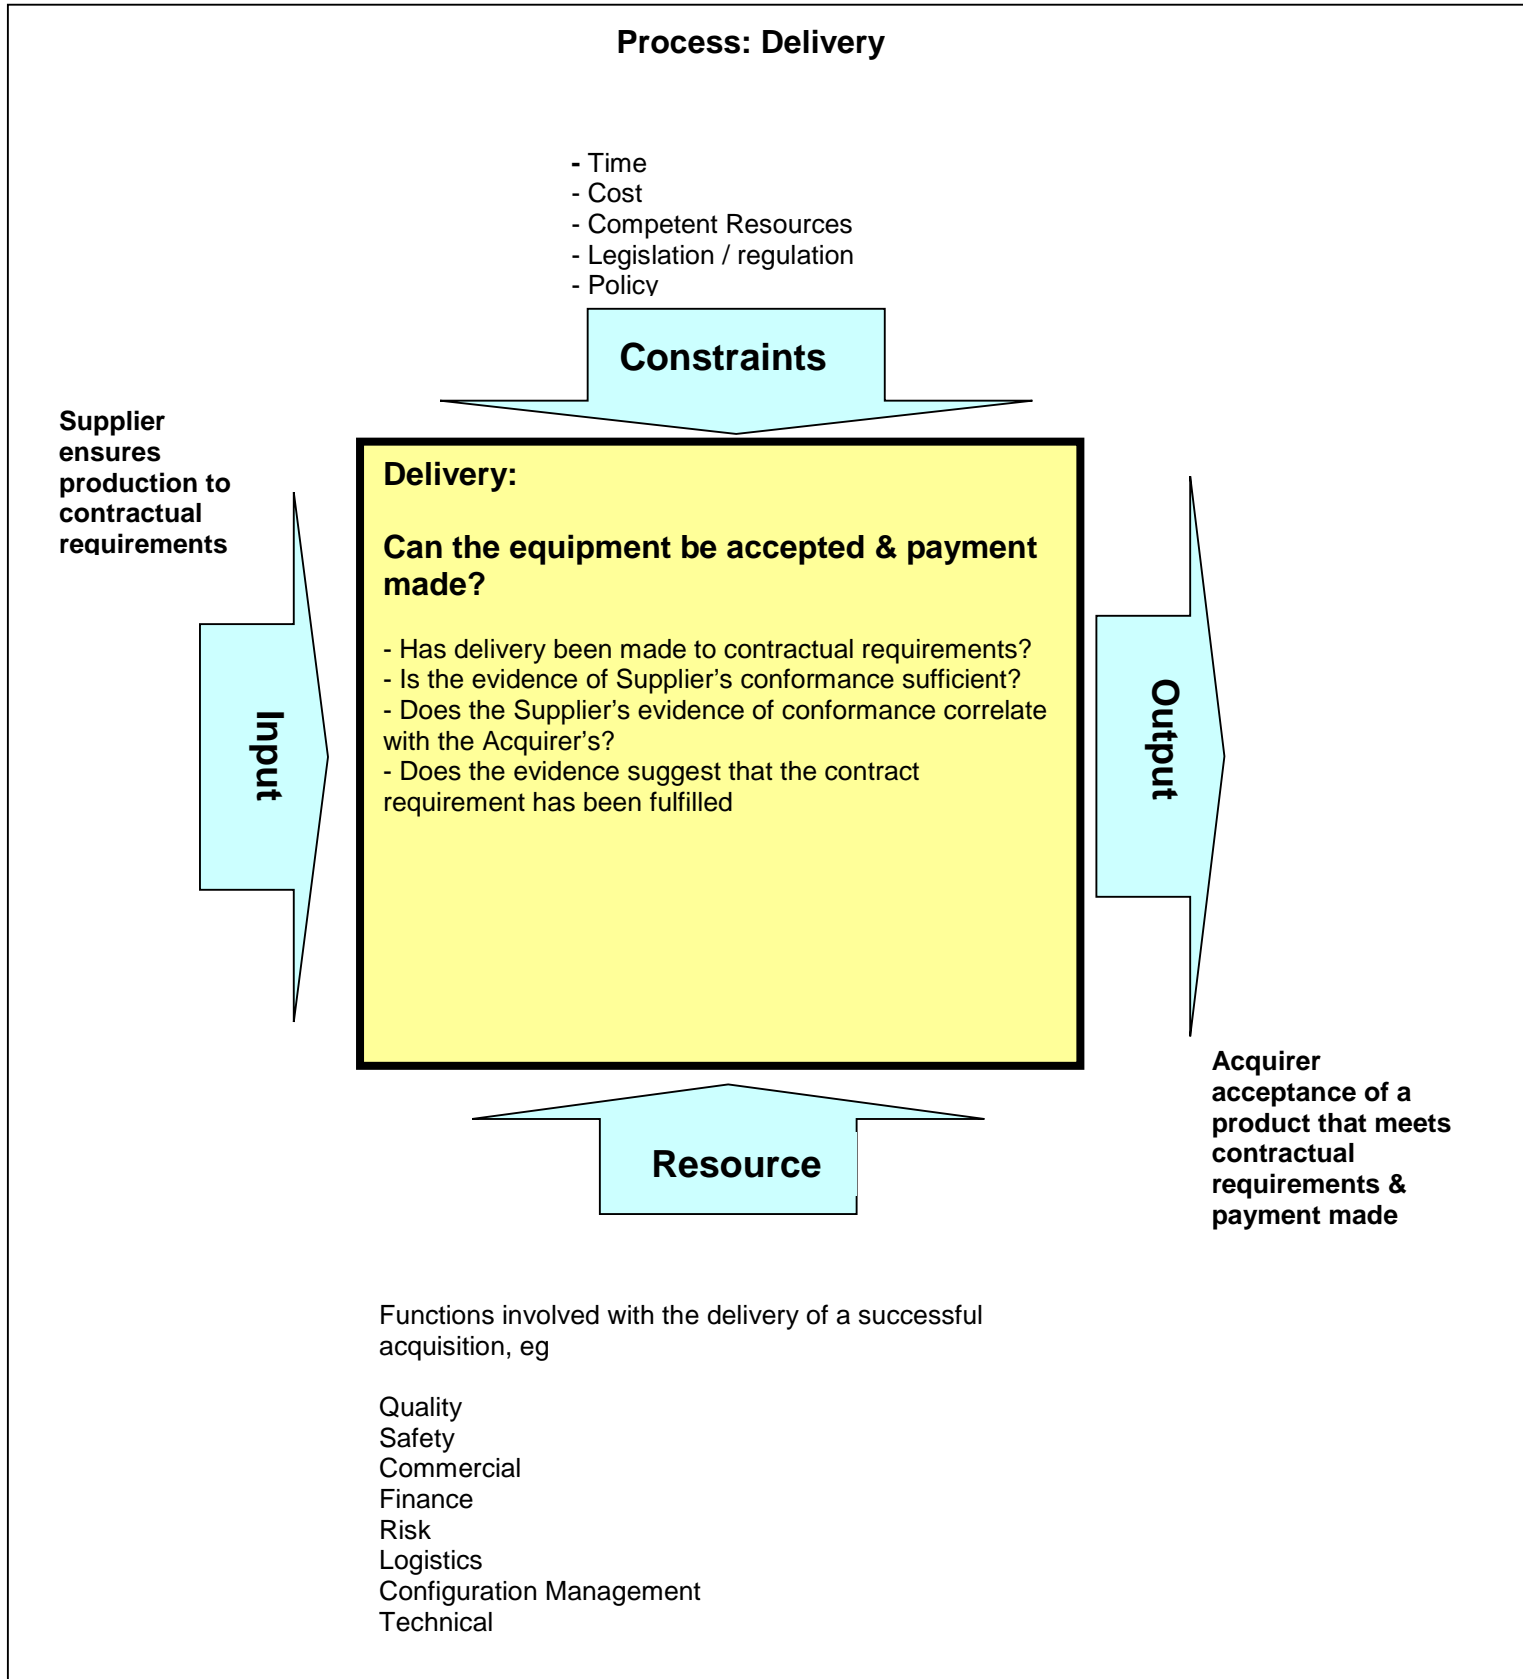 Process: Delivery
- Time
- Cost
- Competent Resources
- Legislation / regulation
- Policy
Constraints
Supplier
ensures
production to
contractual
requirements
Input
Delivery:
Can the equipment be accepted & payment
made?
- Has delivery been made to contractual requirements?
- Is the evidence of Supplier’s conformance sufficient?
- Does the Supplier’s evidence of conformance correlate
with the Acquirer’s?
- Does the evidence suggest that the contract
requirement has been fulfilled
Output
Acquirer
acceptance of a
product that meets
contractual
requirements &
payment made
Resource
Functions involved with the delivery of a successful
acquisition, eg
Quality
Safety
Commercial
Finance
Risk
Logistics
Configuration Management
Technical